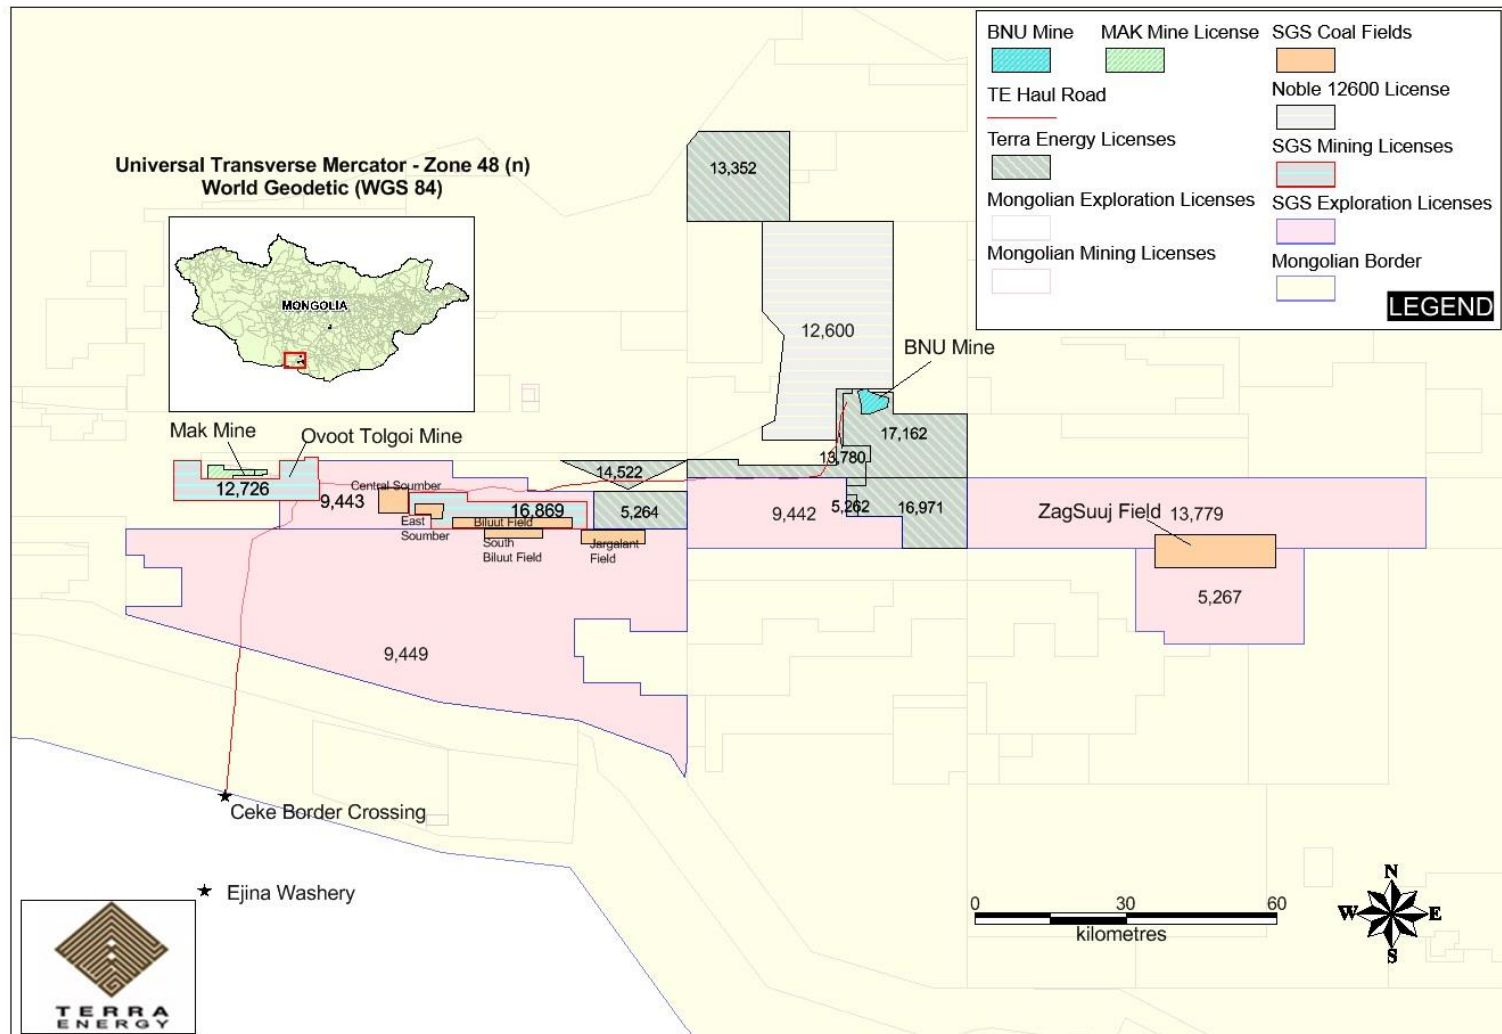 BNU Mine
MAK Mine License
SGS Coal Fields
TE Haul Road
Noble 12600 License
Terra Energy Licenses
SGS Mining Licenses
Mongolian Exploration Licenses
SGS Exploration Licenses
Mongolian Mining Licenses
Mongolian Border
LEGEND
Universal Transverse Mercator - Zone 48 (n)
World Geodetic (WGS 84)
MONGOLIA
13,352
12,600
BNU Mine
17,162
13,780
Mak Mine
Ovoot Tolgoi Mine
12,726
9,443
Central Soumber
14,522
16,869
5,264
East
Soumber
Biluut Field
South
Biluut Field
Jargalant
Field
9,442
5,262
16,971
ZagSuuj Field
13,779
5,267
9,449
Ceke Border Crossing
Ejina Washery
0 30 60
kilometres
N
W E
S
TERRA
ENERGY